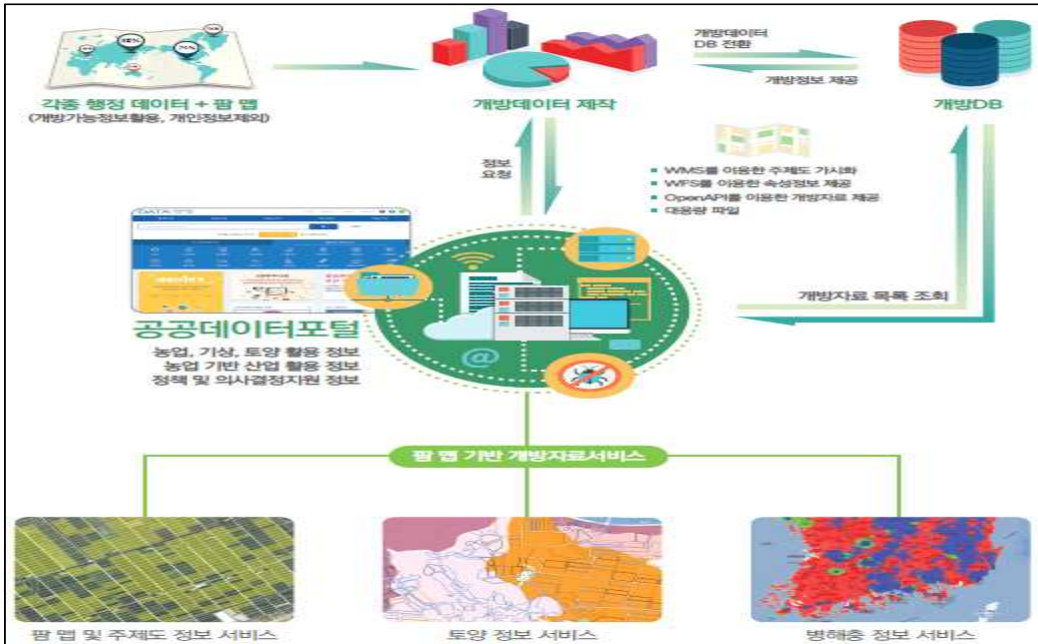 각종 행정 데이터 + 팜 맵
(개방가능정보활용, 개인정보제외)
개방데이터 제작
개방데이터
DB 전환
개방정보 제공
개방DB
정보
요청
▪ WMS를 이용한 주제도 가시화
▪ WFS를 이용한 속성정보 제공
▪ OpenAPI를 이용한 개방자료 제공
▪ 대용량 파일
개방자료 목록 조회
DATA
공공데이터포털
농업, 기상, 토양 활용 정보
농업 기반 산업 활용 정보
정책 및 의사결정지원 정보
@
팜 맵 기반 개방자료서비스
팜 맵 및 주제도 정보 서비스
토양 정보 서비스
병해충 정보 서비스